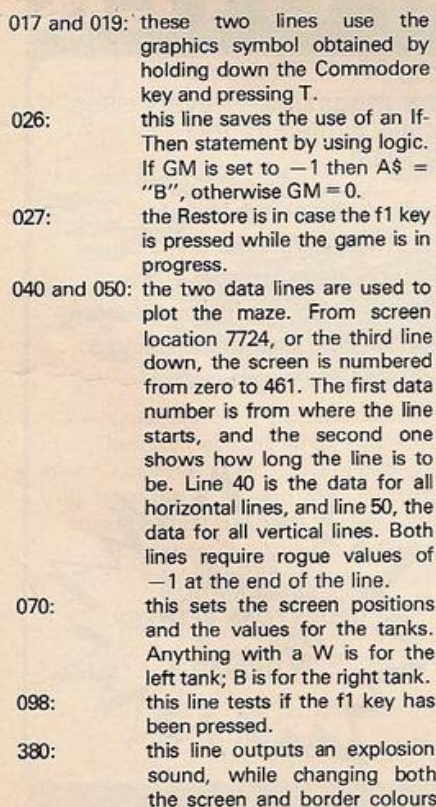 017 and 019: these two lines use the
graphics symbol obtained by
holding down the Commodore
key and pressing T.
026: this line saves the use of an If-
Then statement by using logic.
If GM is set to —1 then A$ =
"B", otherwise GM = 0.
027: the Restore is in case the f1 key
is pressed while the game is in
progress.
040 and 050: the two data lines are used to
plot the maze. From screen
location 7724, or the third line
down, the screen is numbered
from zero to 461. The first data
number is from where the line
starts, and the second one
shows how long the line is to
be. Line 40 is the data for all
horizontal lines, and line 50, the
data for all vertical lines. Both
lines require rogue values of
—1 at the end of the line.
070: this sets the screen positions
and the values for the tanks.
Anything with a W is for the
left tank; B is for the right tank.
098: this line tests if the f1 key has
been pressed.
380: this line outputs an explosion
sound, while changing both
the screen and border colours